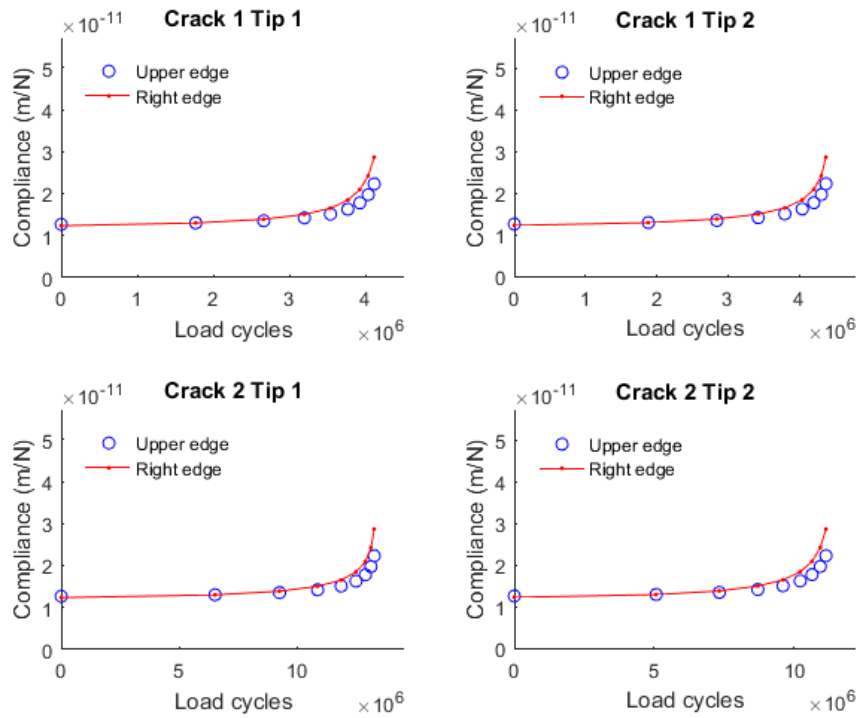 Crack 1 Tip 1
× 10⁻¹¹
5
4
3
2
1
0
Compliance (m/N)
Upper edge
Right edge
0 1 2 3 4
Load cycles
× 10⁶
Crack 1 Tip 2
× 10⁻¹¹
5
4
3
2
1
0
Compliance (m/N)
Upper edge
Right edge
0 2 4
Load cycles
× 10⁶
Crack 2 Tip 1
× 10⁻¹¹
5
4
3
2
1
0
Compliance (m/N)
Upper edge
Right edge
0 5 10
Load cycles
× 10⁶
Crack 2 Tip 2
× 10⁻¹¹
5
4
3
2
1
0
Compliance (m/N)
Upper edge
Right edge
0 5 10
Load cycles
× 10⁶